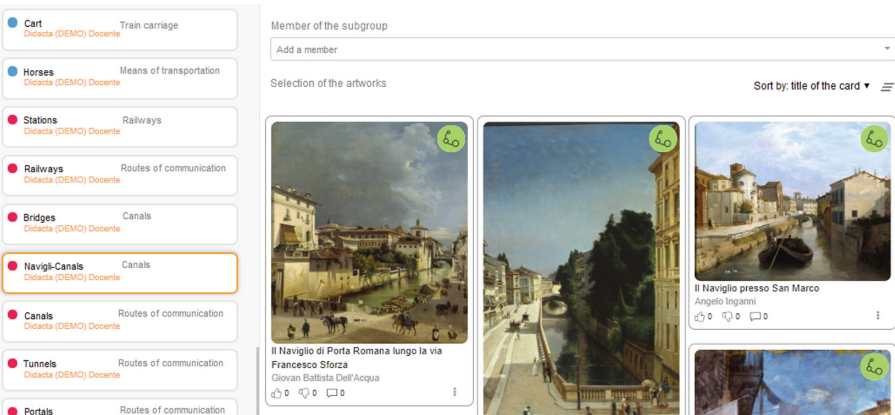 Cart Train carriage
Didacta (DEMO) Docente
Horses Means of transportation
Didacta (DEMO) Docente
Stations Railways
Didacta (DEMO) Docente
Railways Routes of communication
Didacta (DEMO) Docente
Bridges Canals
Didacta (DEMO) Docente
Navigli-Canals Canals
Didacta (DEMO) Docente
Canals Routes of communication
Didacta (DEMO) Docente
Tunnels Routes of communication
Didacta (DEMO) Docente
Portals Routes of communication
Member of the subgroup
Add a member
Selection of the artworks
Sort by: title of the card
Il Naviglio di Porta Romana lungo la via
Francesco Sforza
Giovan Battista Dell'Acqua
0 0 0
Il Naviglio presso San Marco
Angelo Inganni
0 0 0